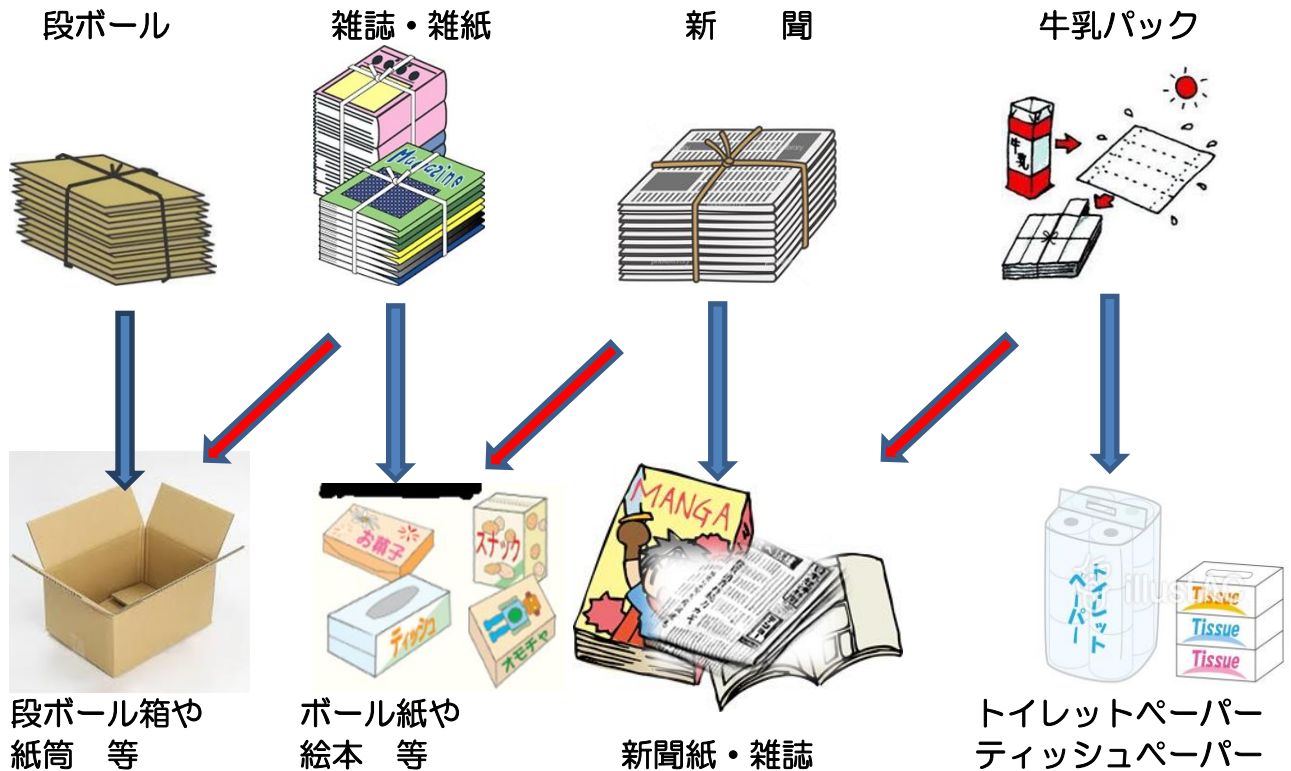 段ボール
雑誌・雑紙
新　聞
牛乳パック
Magazine
牛乳
お菓子
スナック
ティッシュ
オモチャ
MANGA
トイレット
ペーパー
illustAC
Tissue
Tissue
Tissue
段ボール箱や
紙筒　等
ボール紙や
絵本　等
新聞紙・雑誌
トイレットペーパー
ティッシュペーパー